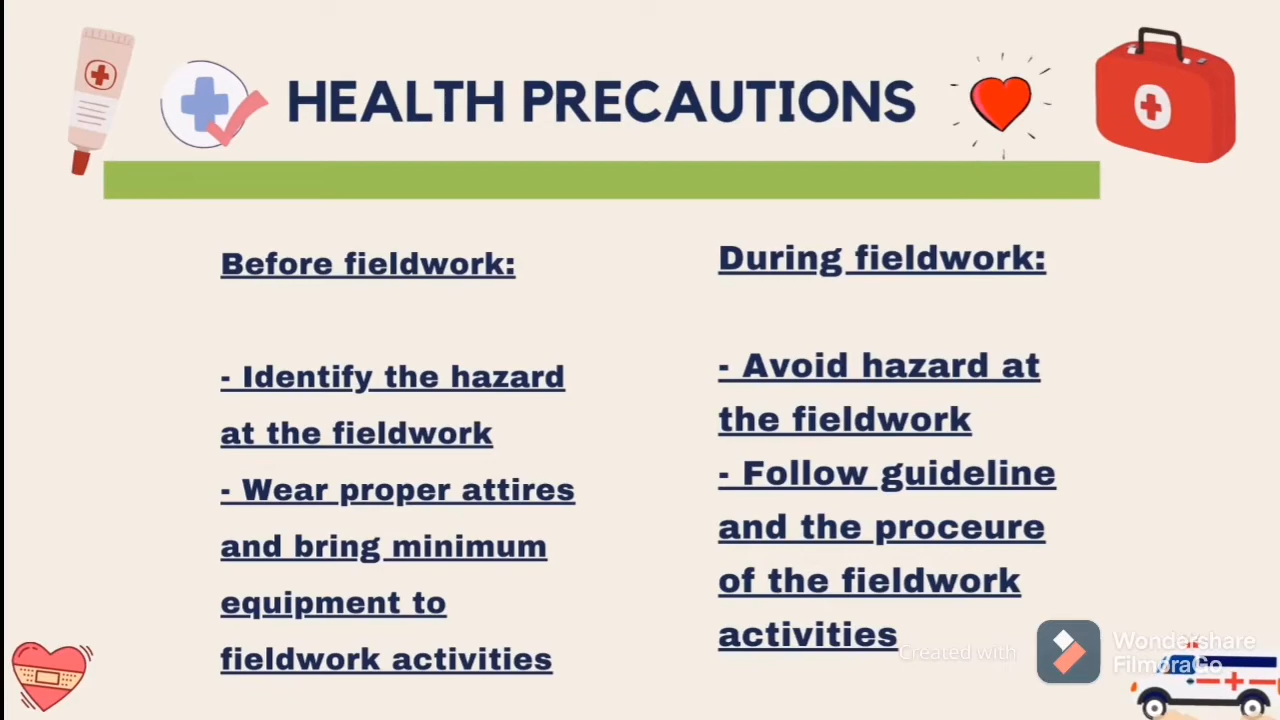 HEALTH PRECAUTIONS
Before fieldwork:
- Identify the hazard
at the fieldwork
- Wear proper attires
and bring minimum
equipment to
fieldwork activities
During fieldwork:
- Avoid hazard at
the fieldwork
- Follow guideline
and the proceure
of the fieldwork
activities
Created with
Wondershare
FilmoraGo